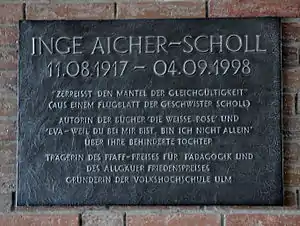 INGE AICHER-SCHOLL
11.08.1917 - 04.09.1998
"ZERREISST DEN MANTEL DER GLEICHGÜLTIGKEIT"
(AUS EINEM FLUGBLATT DER GESCHWISTER SCHOLL)
AUTORIN DER BÜCHER "DIE WEISSE ROSE" UND
"EVA-WEIL DU BEI MIR BIST, BIN ICH NICHT ALLEIN"
ÜBER IHRE BEHINDERTE TOCHTER
TRÄGERIN DES PFAFF-PREISES FÜR PÄDAGOGIK UND
DES ALLGÄUER FRIEDENSPREISES
GRÜNDERIN DER VOLKSHOCHSCHULE ULM